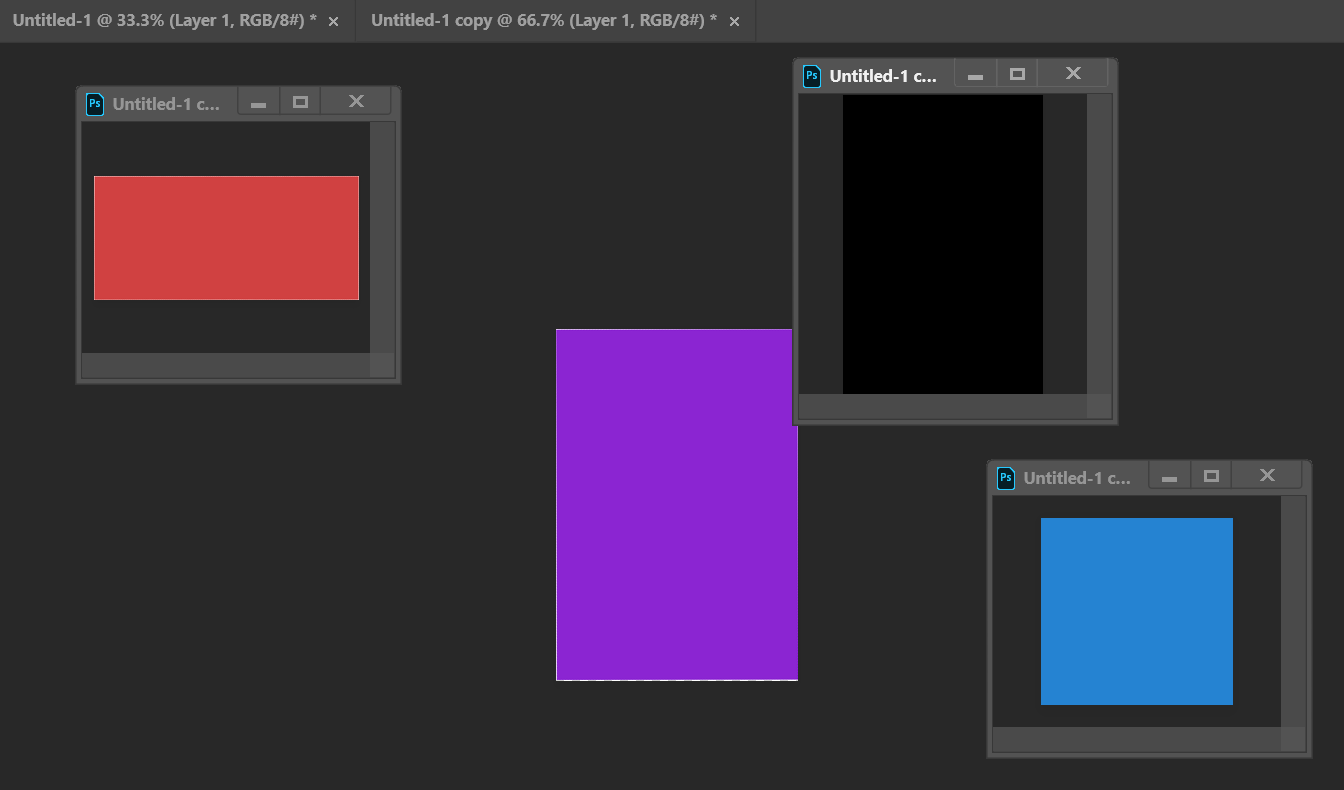 Untitled-1 @ 33.3% (Layer 1, RGB/8#) * ×
Untitled-1 copy @ 66.7% (Layer 1, RGB/8#) * ×
Ps Untitled-1 c...
Ps Untitled-1 c...
Ps Untitled-1 c...